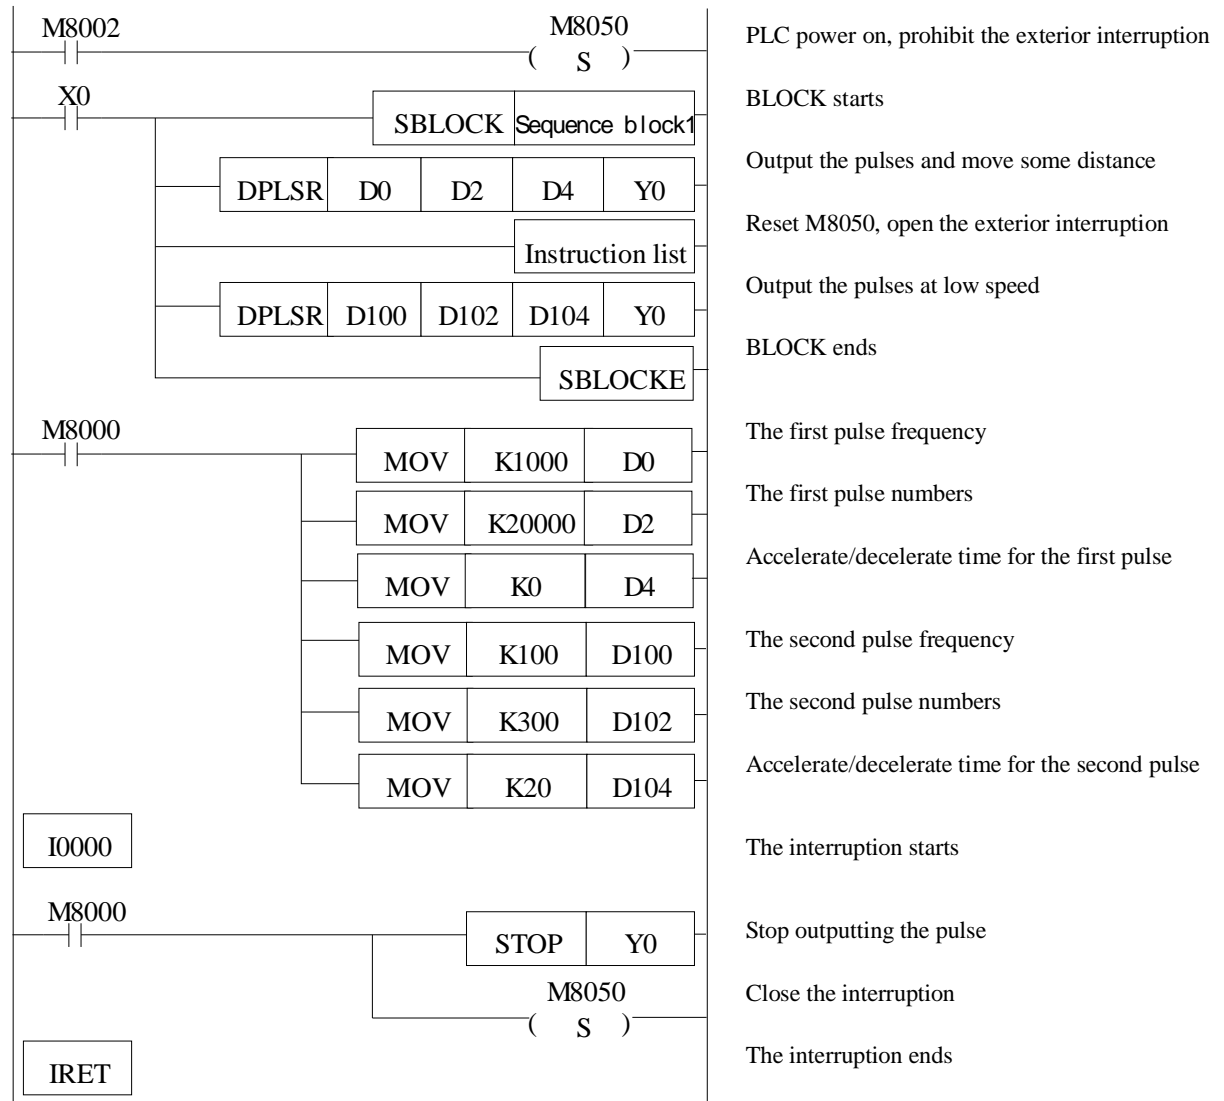 M8002
M8050
( S )
PLC power on, prohibit the exterior interruption
X0
SBLOCK Sequence block1
BLOCK starts
DPLSR D0 D2 D4 Y0
Output the pulses and move some distance
Instruction list
Reset M8050, open the exterior interruption
DPLSR D100 D102 D104 Y0
Output the pulses at low speed
SBLOCKE
BLOCK ends
M8000
MOV K1000 D0
The first pulse frequency
MOV K20000 D2
The first pulse numbers
MOV K0 D4
Accelerate/decelerate time for the first pulse
MOV K100 D100
The second pulse frequency
MOV K300 D102
The second pulse numbers
MOV K20 D104
Accelerate/decelerate time for the second pulse
I0000
The interruption starts
M8000
STOP Y0
Stop outputting the pulse
M8050
( S )
Close the interruption
IRET
The interruption ends